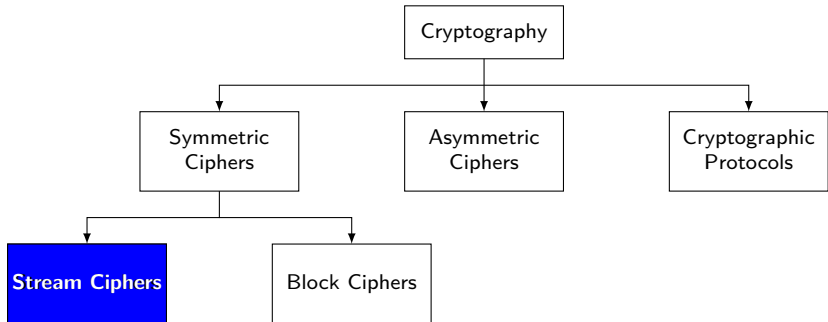 Cryptography
Symmetric
Ciphers
Asymmetric
Ciphers
Cryptographic
Protocols
Stream Ciphers
Block Ciphers